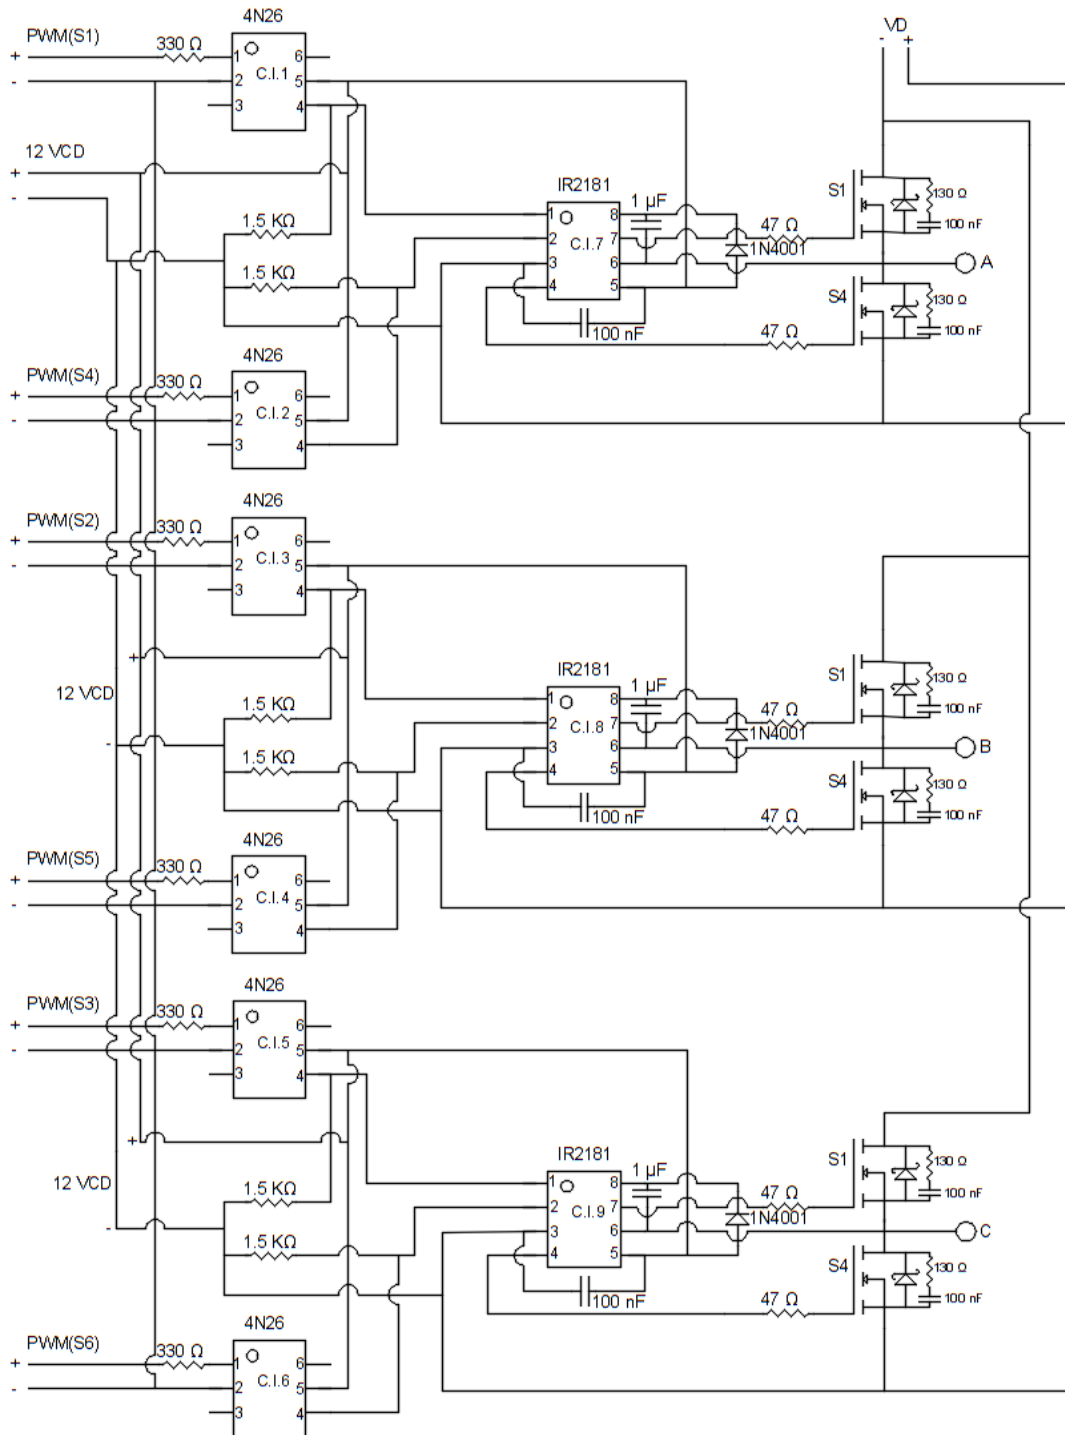 4N26
PWM(S1)
330 Ω
+
-
1
2
3
C.I.1
6
5
4
VD
- +
12 VCD
+
-
1.5 KΩ
1.5 KΩ
IR2181
1 µF
1
2
3
4
C.I.7
8
7
6
5
47 Ω
1N4001
100 nF
47 Ω
S1
130 Ω
100 nF
A
S4
130 Ω
100 nF
4N26
PWM(S4)
330 Ω
+
-
1
2
3
C.I.2
6
5
4
4N26
PWM(S2)
330 Ω
+
-
1
2
3
C.I.3
6
5
4
+
12 VCD
-
1.5 KΩ
1.5 KΩ
IR2181
1 µF
1
2
3
4
C.I.8
8
7
6
5
47 Ω
1N4001
100 nF
47 Ω
S1
130 Ω
100 nF
B
S4
130 Ω
100 nF
4N26
PWM(S5)
330 Ω
+
-
1
2
3
C.I.4
6
5
4
4N26
PWM(S3)
330 Ω
+
-
1
2
3
C.I.5
6
5
4
+
12 VCD
-
1.5 KΩ
1.5 KΩ
IR2181
1 µF
1
2
3
4
C.I.9
8
7
6
5
47 Ω
1N4001
100 nF
47 Ω
S1
130 Ω
100 nF
C
S4
130 Ω
100 nF
4N26
PWM(S6)
330 Ω
+
-
1
2
3
C.I.6
6
5
4